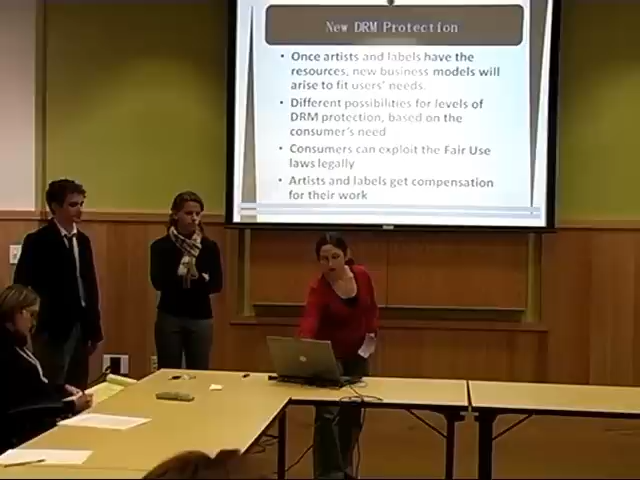 New DRM Protection
• Once artists and labels have the
resources, new business models will
arise to fit users' needs.
• Different possibilities for levels of
DRM protection, based on the
consumer's need
• Consumers can exploit the Fair Use
laws legally
• Artists and labels get compensation
for their work